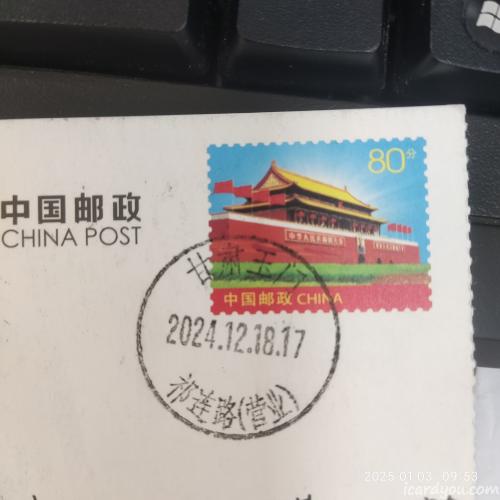 80分
中国邮政
CHINA POST
中国邮政 CHINA
甘肃玉门
2024.12.18.17
祁连路(营业)
2025 01 03 09:53
icardyou.com